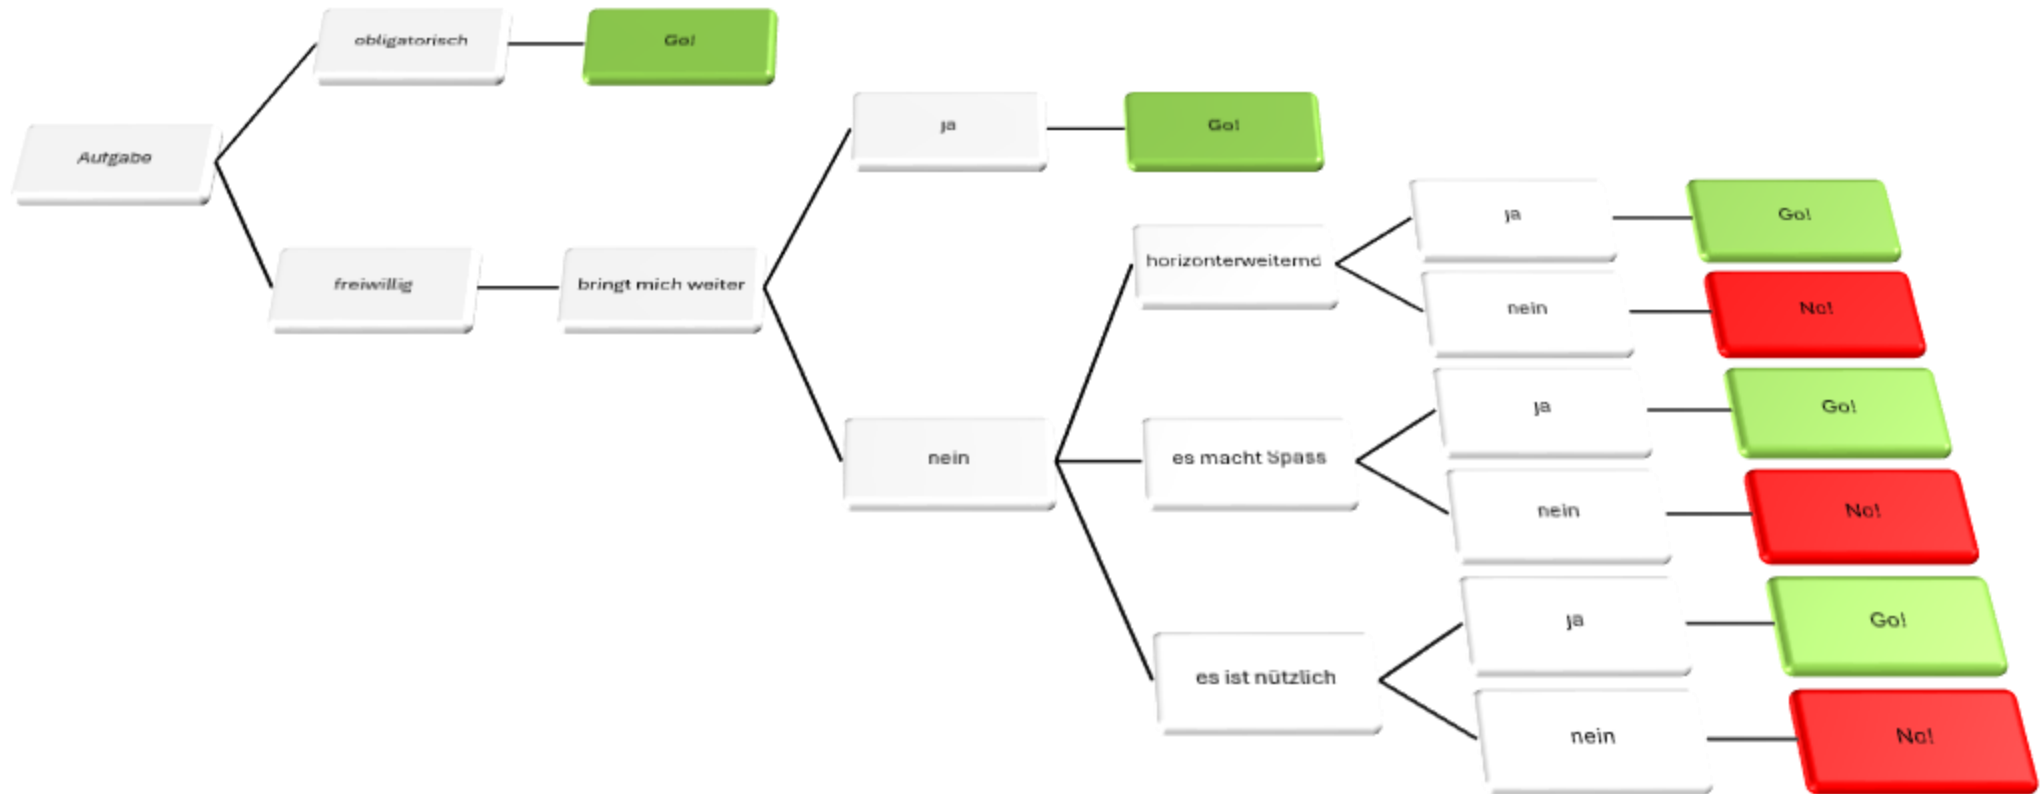 Aufgabe
obligatorisch
Go!
freiwillig
bringt mich weiter
ja
Go!
nein
horizonterweiternd
ja
Go!
nein
No!
es macht Spass
ja
Go!
nein
No!
es ist nützlich
ja
Go!
nein
No!